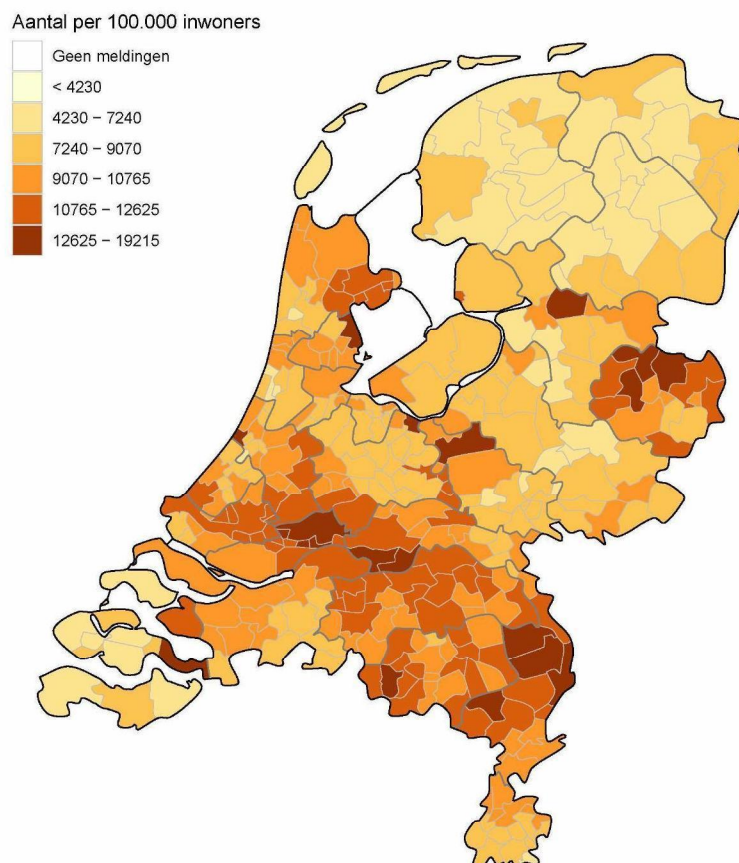 Aantal per 100.000 inwoners
Geen meldingen
< 4230
4230 − 7240
7240 − 9070
9070 − 10765
10765 − 12625
12625 − 19215